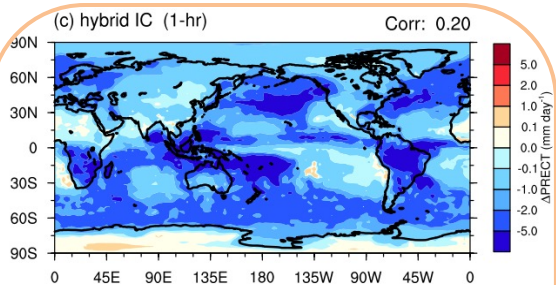 (c) hybrid IC (1-hr) Corr: 0.20
90N
60N
30N
0
30S
60S
90S
0 45E 90E 135E 180 135W 90W 45W 0
5.0
2.0
1.0
0.1
0.0
-0.1
-1.0
-2.0
-5.0
ΔPRECT (mm day⁻¹)